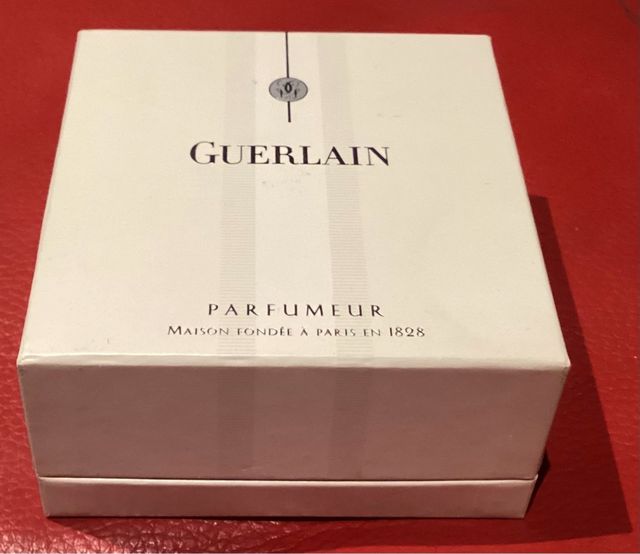 GUERLAIN
PARFUMEUR
MAISON FONDÉE À PARIS EN 1828